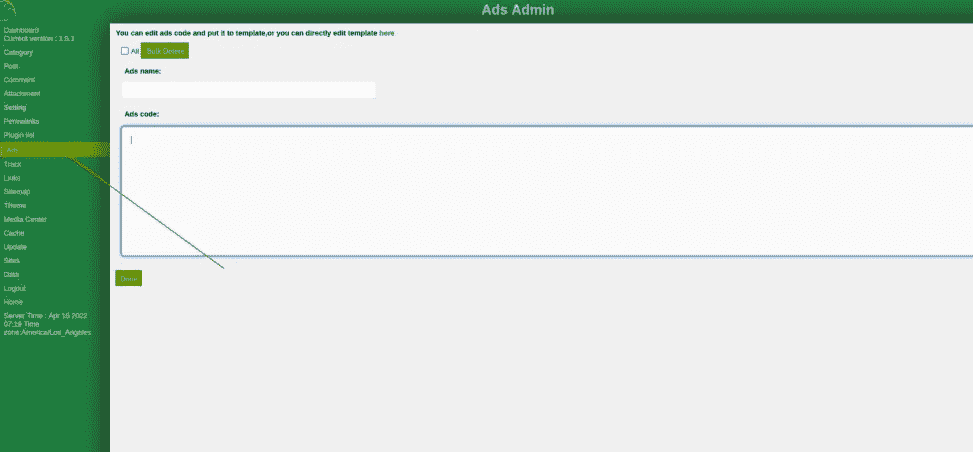 Ads Admin
Dashboard
Current version : 3.9.3
Category
Post
Comment
Attachment
Setting
Permalinks
Plugin list
Ads
Track
Links
Sitemap
Theme
Media Center
Cache
Update
Sites
Data
Logout
Home
Server Time : Apr 16 2022
07:19 Time
zone:America/Los_Angeles
You can edit ads code and put it to template,or you can directly edit template here
All Bulk Delete
Ads name:
Ads code: